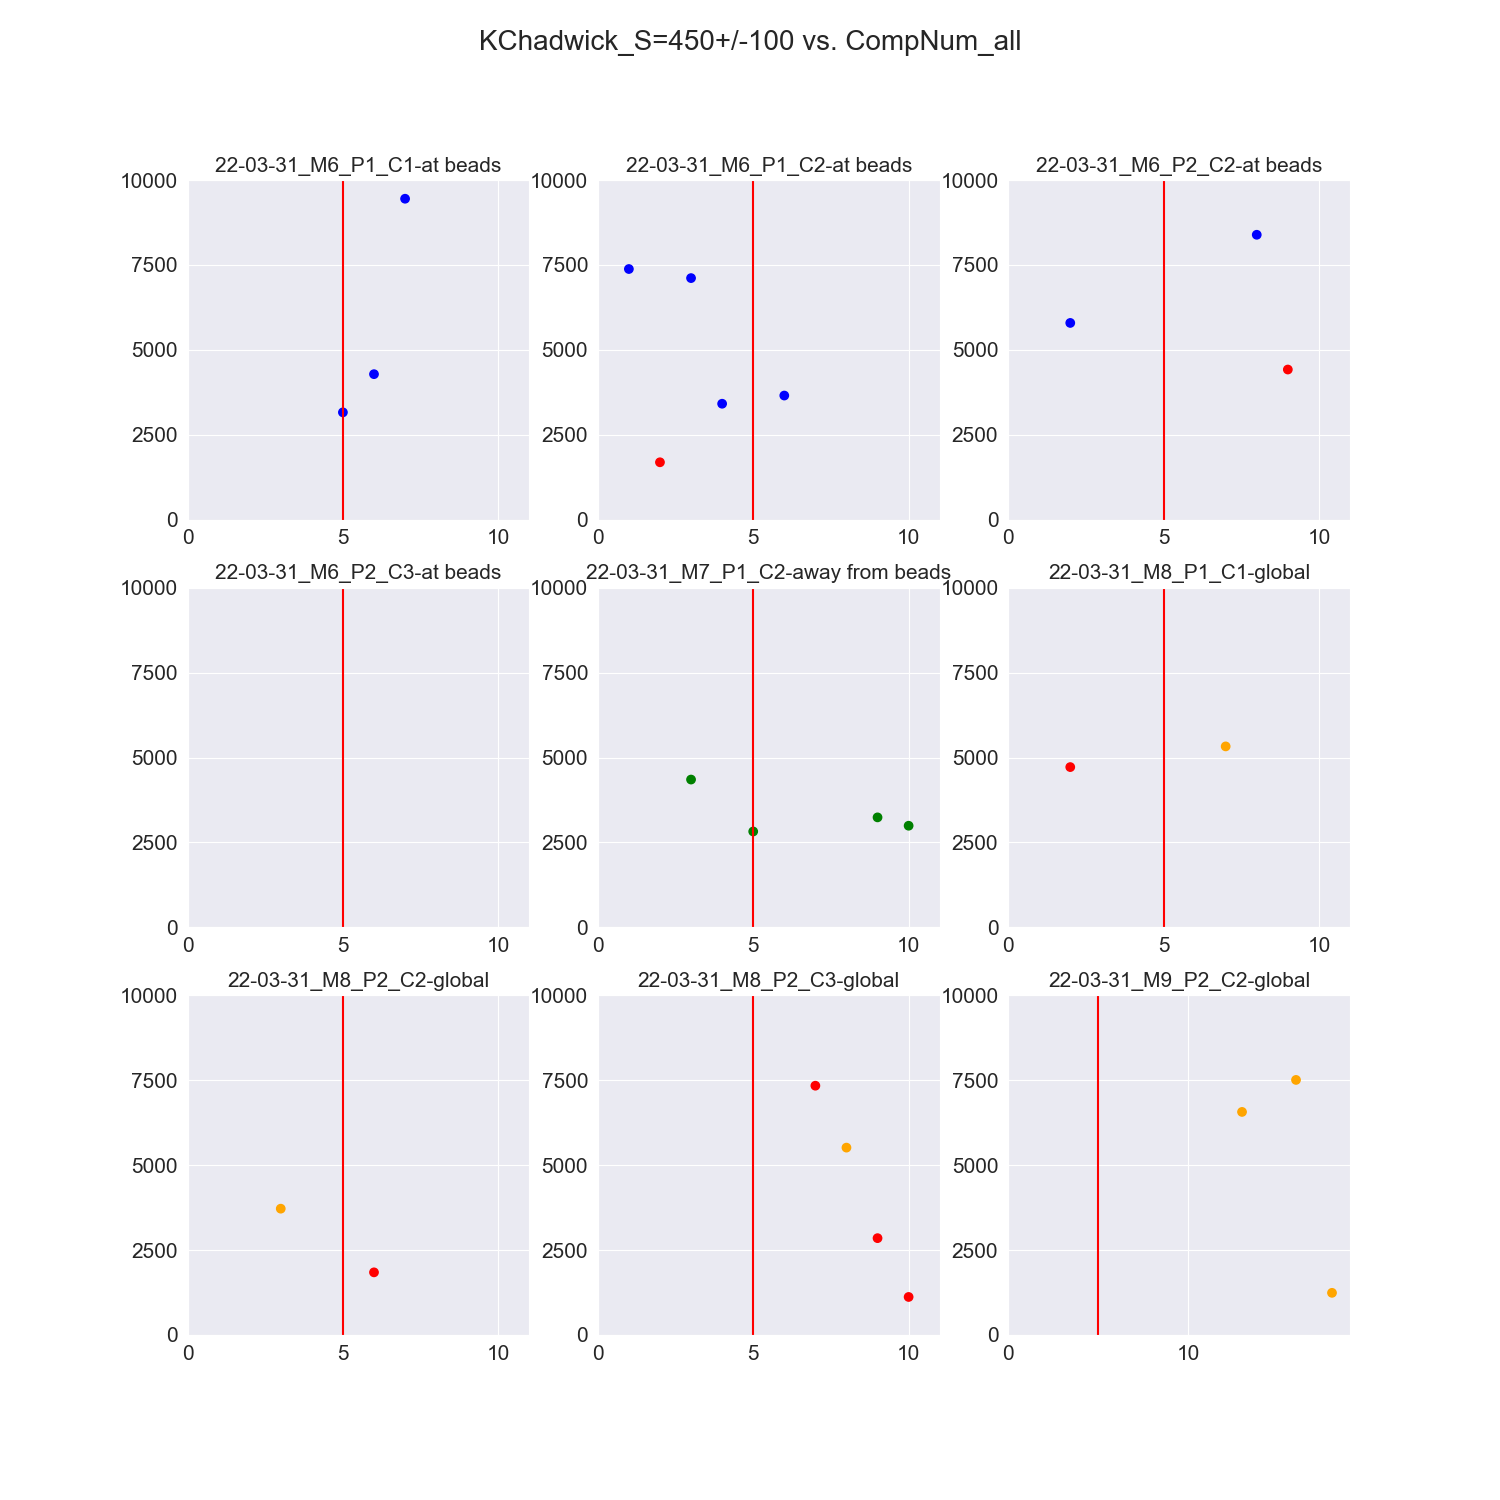 KChadwick_S=450+/-100 vs. CompNum_all
22-03-31_M6_P1_C1-at beads
22-03-31_M6_P1_C2-at beads
22-03-31_M6_P2_C2-at beads
10000
7500
5000
2500
0
0 5 10
10000
7500
5000
2500
0
0 5 10
10000
7500
5000
2500
0
0 5 10
22-03-31_M6_P2_C3-at beads
22-03-31_M7_P1_C2-away from beads
22-03-31_M8_P1_C1-global
10000
7500
5000
2500
0
0 5 10
10000
7500
5000
2500
0
0 5 10
10000
7500
5000
2500
0
0 5 10
22-03-31_M8_P2_C2-global
22-03-31_M8_P2_C3-global
22-03-31_M9_P2_C2-global
10000
7500
5000
2500
0
0 5 10
10000
7500
5000
2500
0
0 5 10
10000
7500
5000
2500
0
0 10